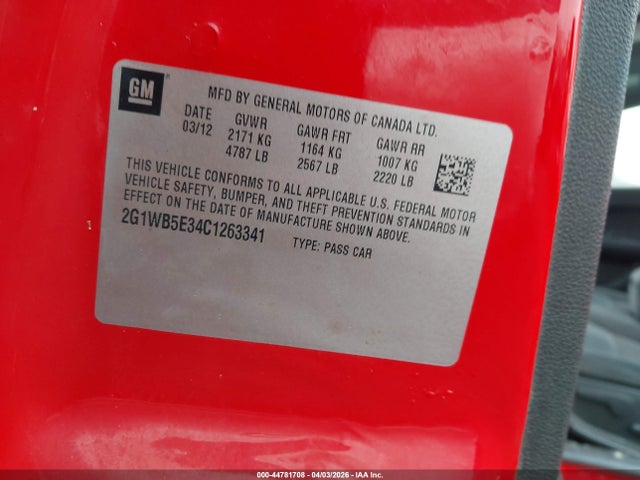 GM
MFD BY GENERAL MOTORS OF CANADA LTD.
DATE GVWR GAWR FRT GAWR RR
03/12 2171 KG 1164 KG 1007 KG
4787 LB 2567 LB 2220 LB
THIS VEHICLE CONFORMS TO ALL APPLICABLE U.S. FEDERAL MOTOR
VEHICLE SAFETY, BUMPER, AND THEFT PREVENTION STANDARDS IN
EFFECT ON THE DATE OF MANUFACTURE SHOWN ABOVE.
2G1WB5E34C1263341 TYPE: PASS CAR
000-44781708 - 04/03/2026 - IAA Inc.